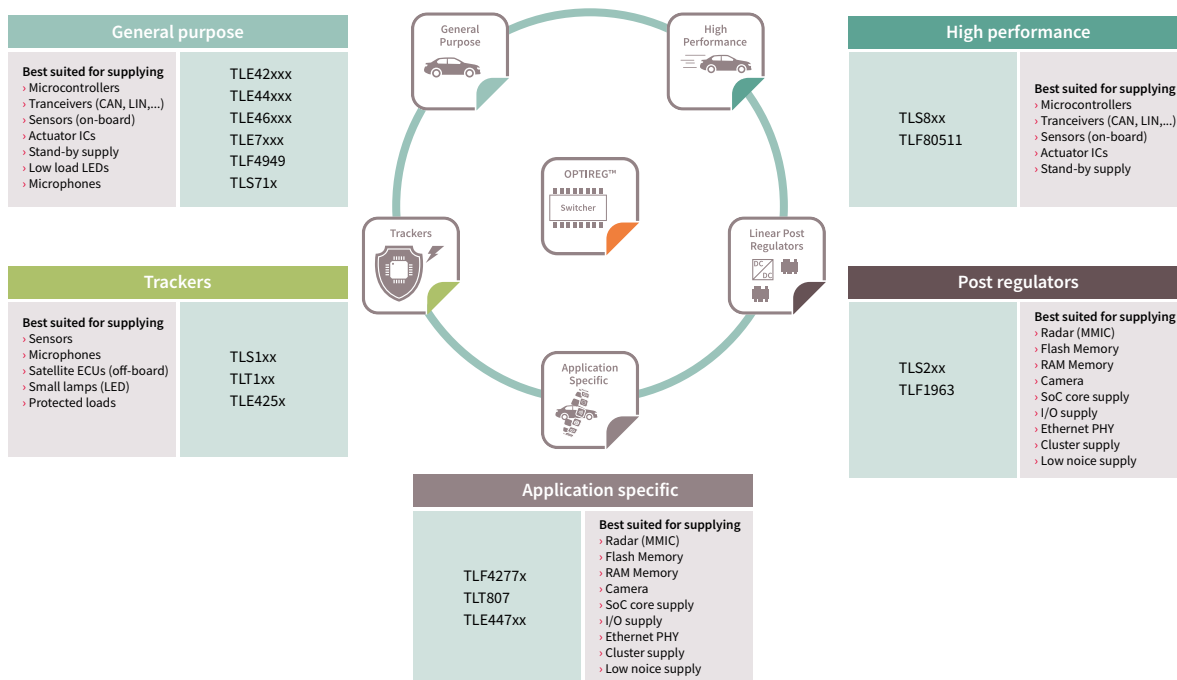 General purpose
Best suited for supplying
› Microcontrollers
› Tranceivers (CAN, LIN,...)
› Sensors (on-board)
› Actuator ICs
› Stand-by supply
› Low load LEDs
› Microphones
TLE42xxx
TLE44xxx
TLE46xxx
TLE7xxx
TLF4949
TLS71x
General
Purpose
High
Performance
OPTIREG™
Switcher
Trackers
Linear Post
Regulators
DC
DC
Application
Specific
High performance
TLS8xx
TLF80511
Best suited for supplying
› Microcontrollers
› Tranceivers (CAN, LIN,...)
› Sensors (on-board)
› Actuator ICs
› Stand-by supply
Trackers
Best suited for supplying
› Sensors
› Microphones
› Satellite ECUs (off-board)
› Small lamps (LED)
› Protected loads
TLS1xx
TLT1xx
TLE425x
Post regulators
TLS2xx
TLF1963
Best suited for supplying
› Radar (MMIC)
› Flash Memory
› RAM Memory
› Camera
› SoC core supply
› I/O supply
› Ethernet PHY
› Cluster supply
› Low noice supply
Application specific
TLF4277x
TLT807
TLE447xx
Best suited for supplying
› Radar (MMIC)
› Flash Memory
› RAM Memory
› Camera
› SoC core supply
› I/O supply
› Ethernet PHY
› Cluster supply
› Low noice supply